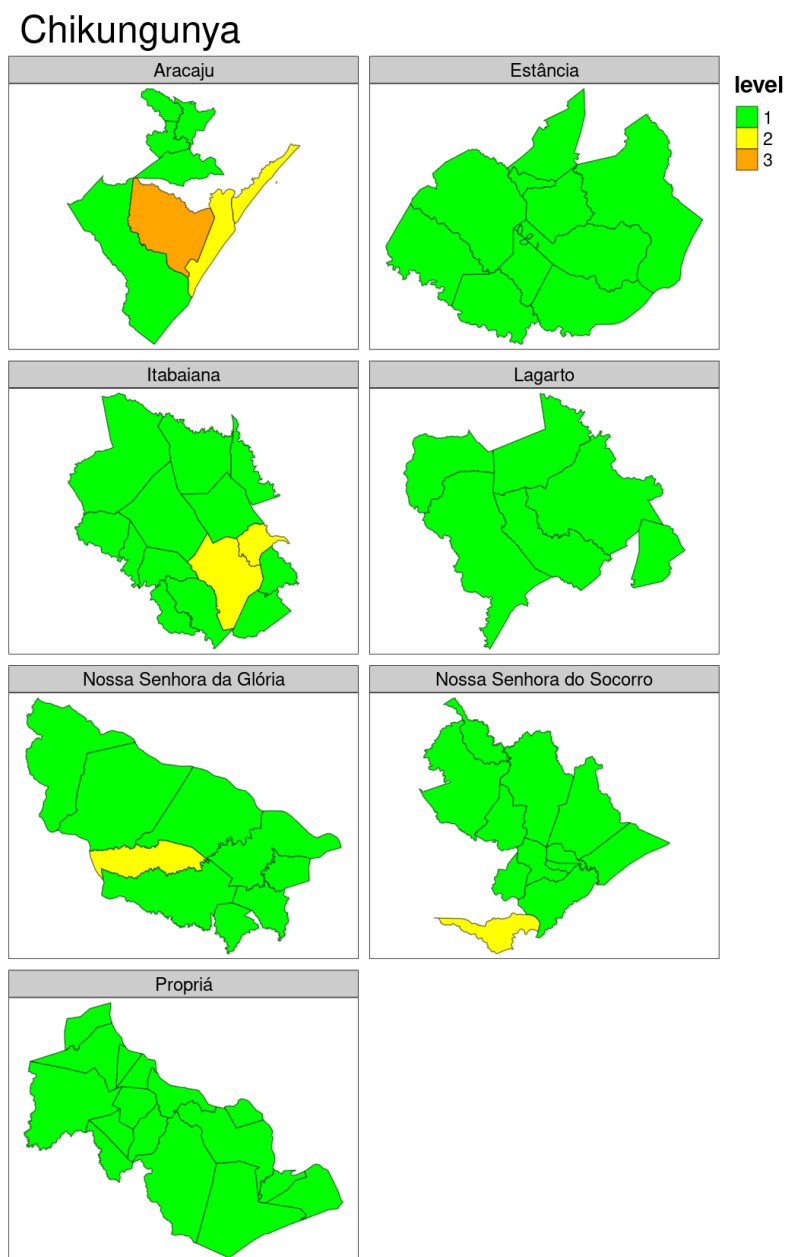 Chikungunya
Aracaju
Estância
level
1
2
3
Itabaiana
Lagarto
Nossa Senhora da Glória
Nossa Senhora do Socorro
Propriá